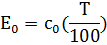 E₀ = c₀(T/100)